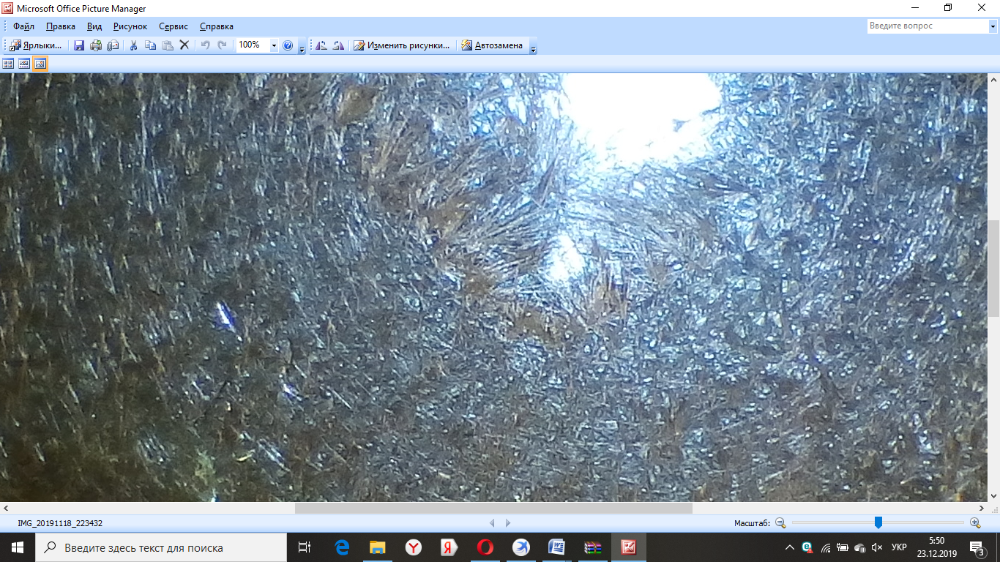 Microsoft Office Picture Manager
Файл Правка Вид Рисунок Сервис Справка
Введите вопрос
Ярлыки... 100% Изменить рисунки... Автозамена
IMG_20191118_223432
Масштаб:
Введите здесь текст для поиска
УКР
5:50
23.12.2019
3